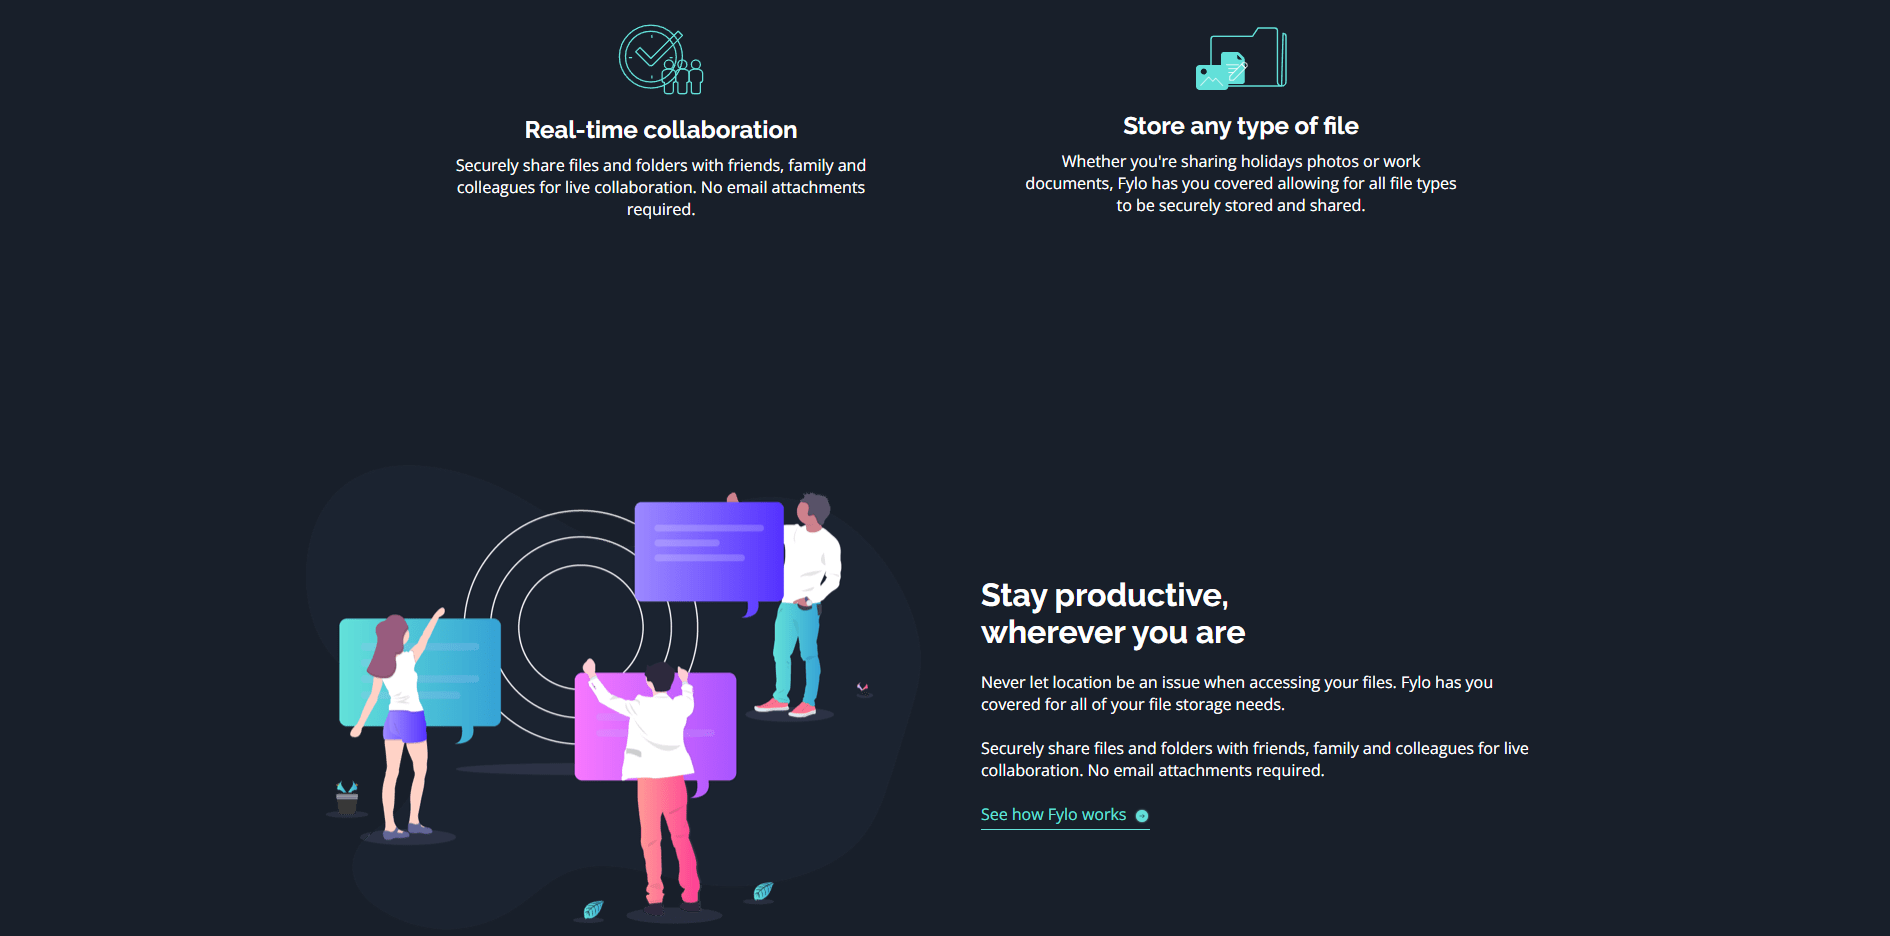 Real-time collaboration
Securely share files and folders with friends, family and
colleagues for live collaboration. No email attachments
required.
Store any type of file
Whether you're sharing holidays photos or work
documents, Fylo has you covered allowing for all file types
to be securely stored and shared.
Stay productive,
wherever you are
Never let location be an issue when accessing your files. Fylo has you
covered for all of your file storage needs.
Securely share files and folders with friends, family and colleagues for live
collaboration. No email attachments required.
See how Fylo works